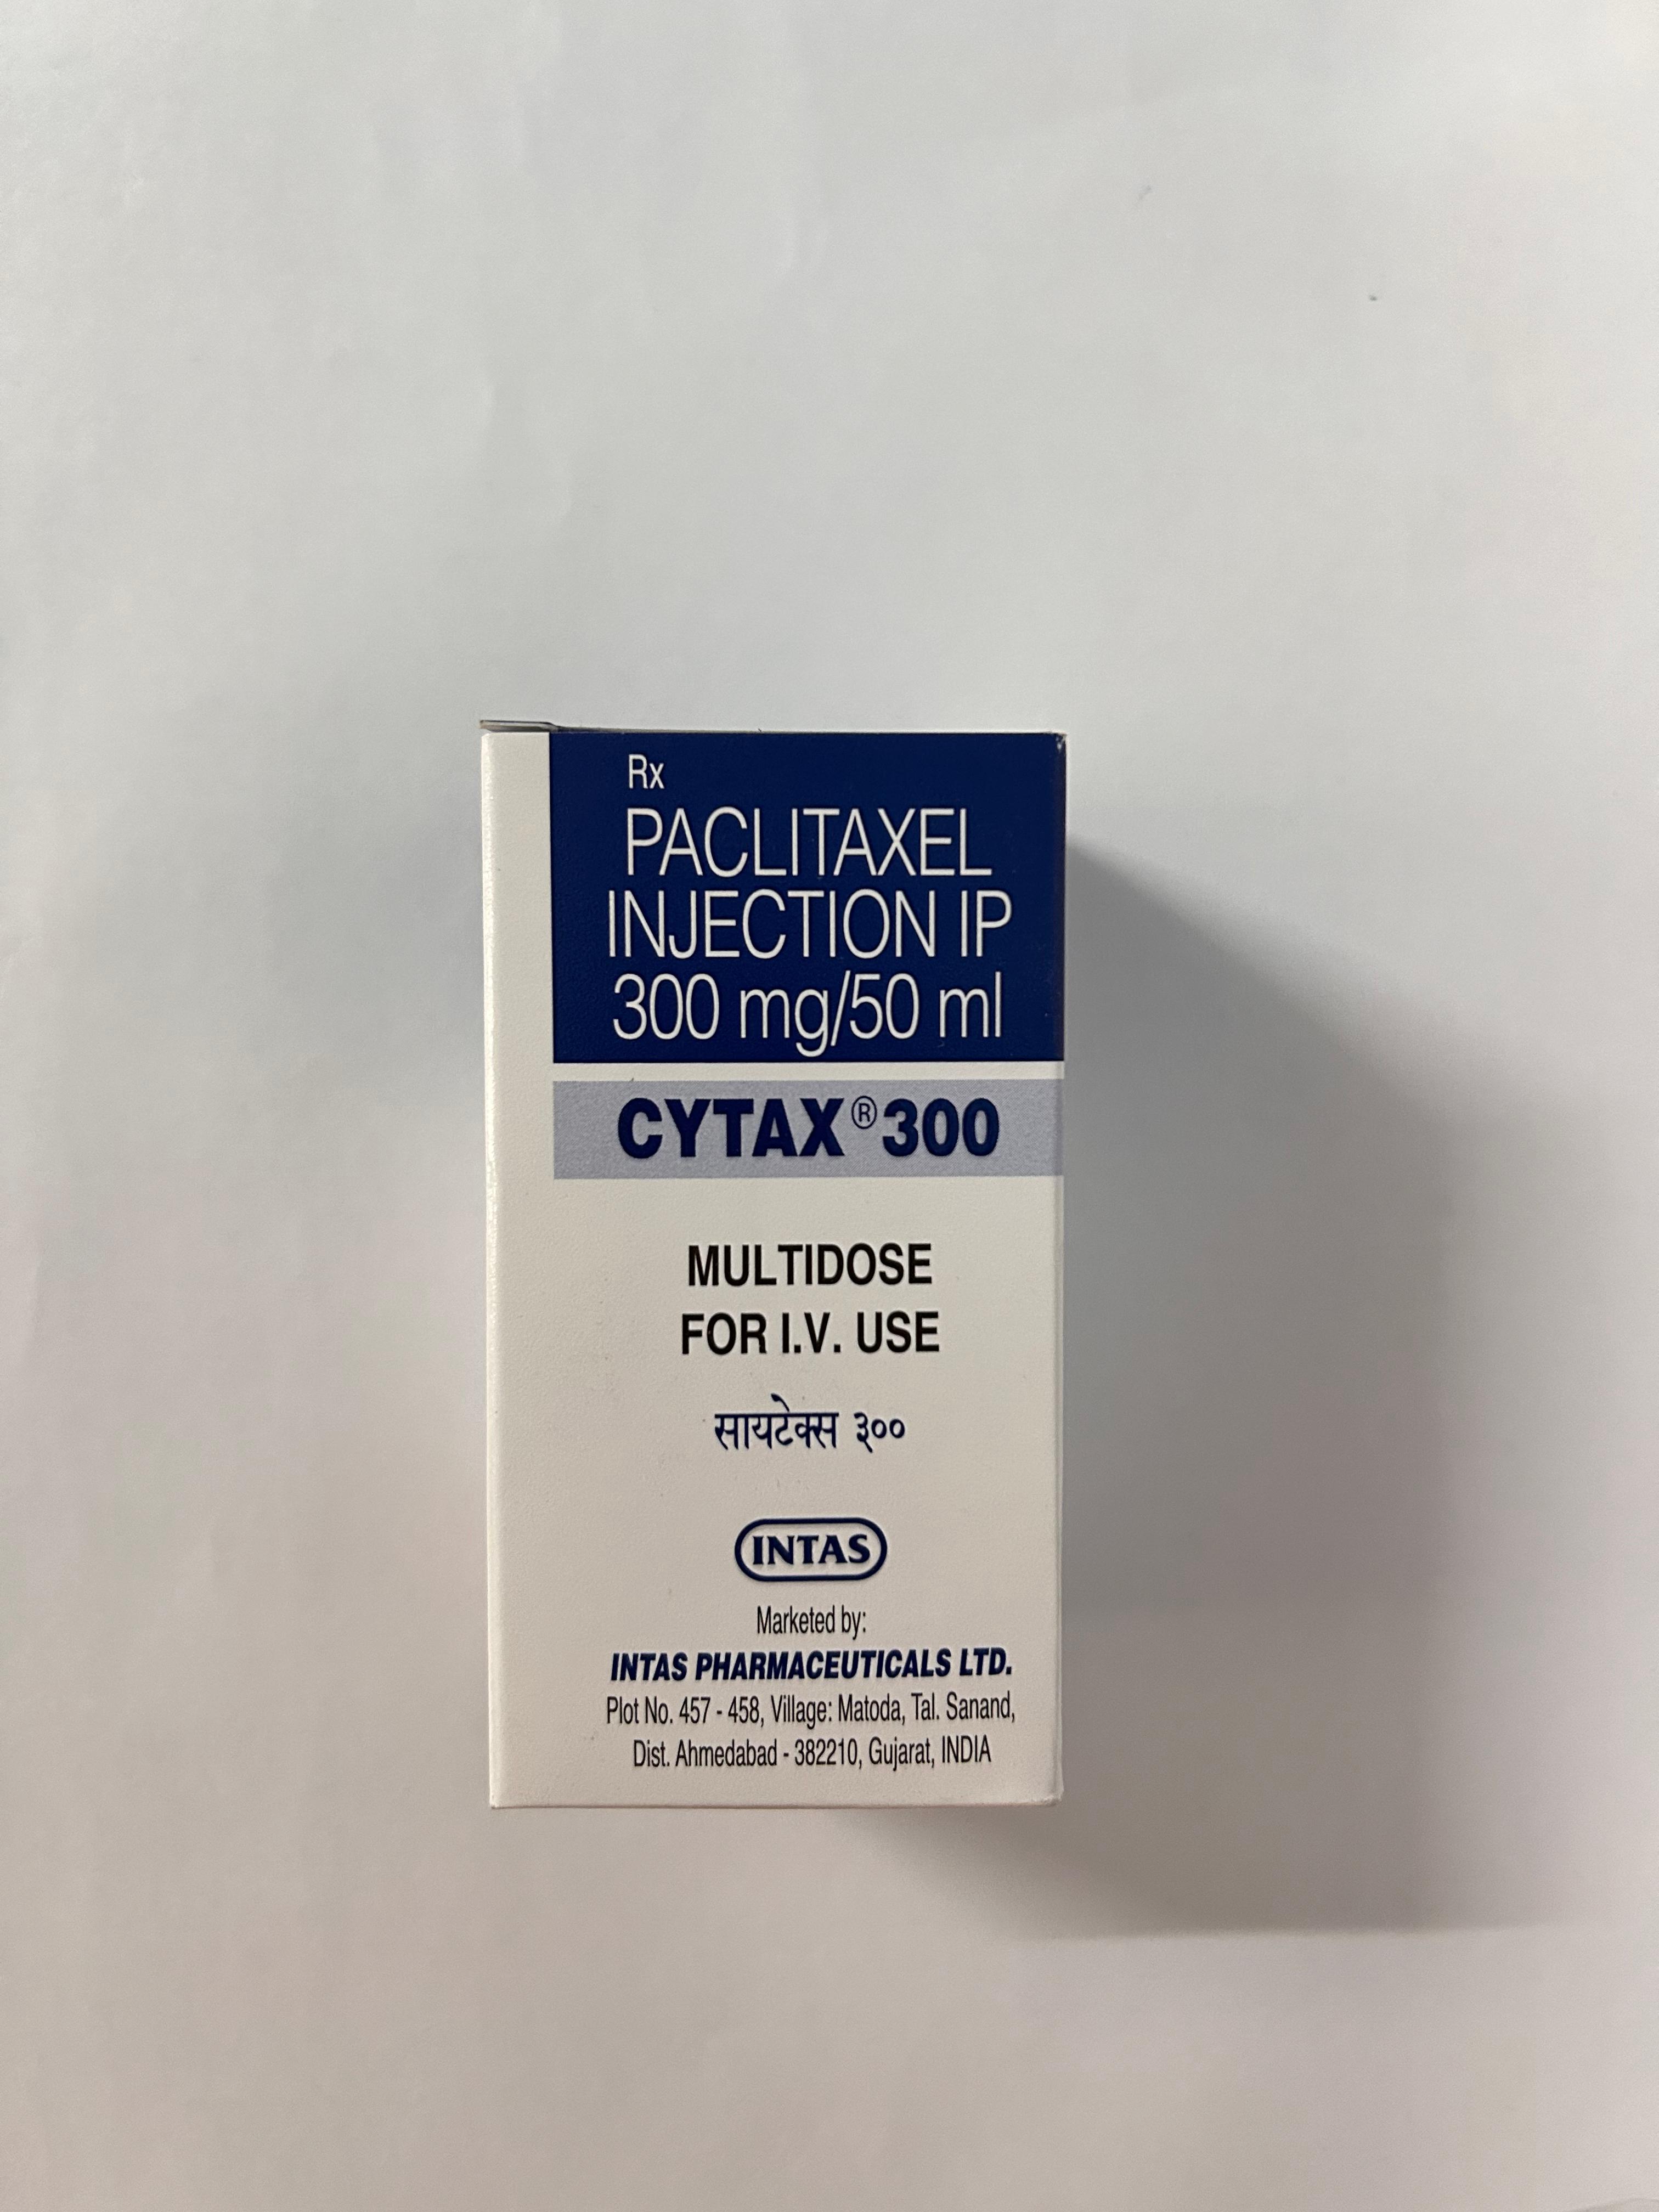 Rx
PACLITAXEL
INJECTION IP
300 mg/50 ml
CYTAX®300
MULTIDOSE
FOR I.V. USE
सायटेक्स ३००
INTAS
Marketed by:
INTAS PHARMACEUTICALS LTD.
Plot No. 457 - 458, Village: Matoda, Tal. Sanand,
Dist. Ahmedabad - 382210, Gujarat, INDIA